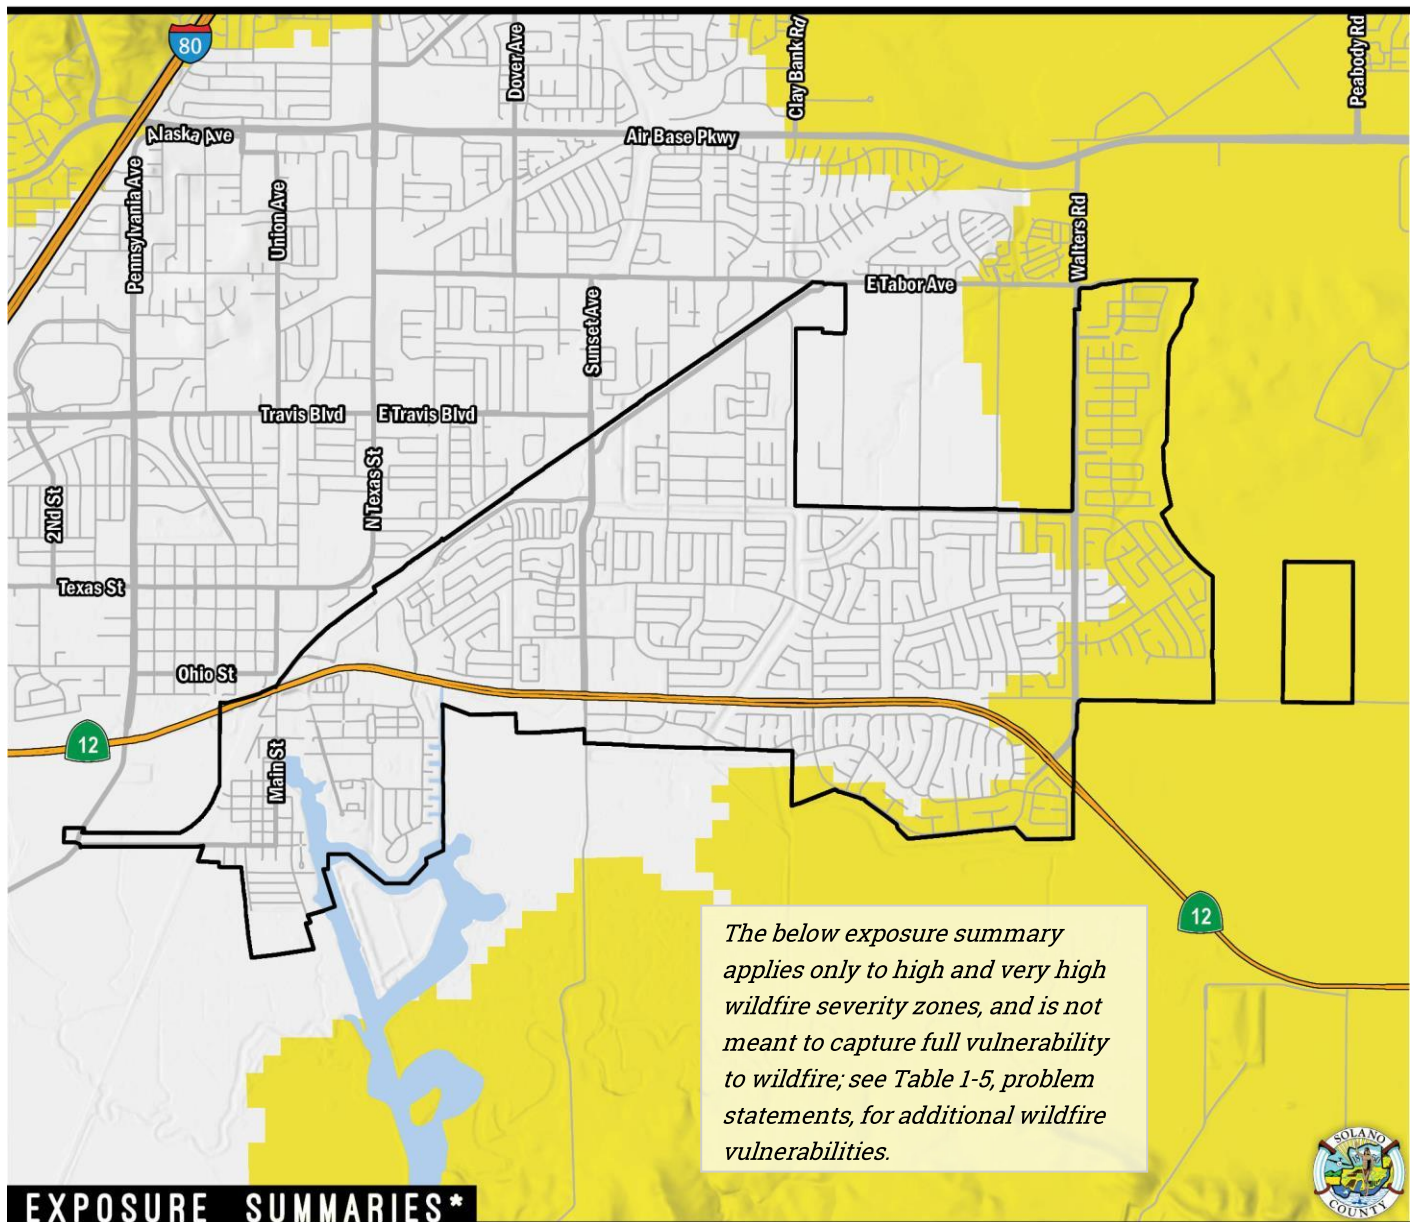 80
Dover Ave
Clay Bank Rd
Peabody Rd
Alaska Ave
Air Base Pkwy
Pennsylvania Ave
Union Ave
Walters Rd
E Tabor Ave
Sunset Ave
Travis Blvd
E Travis Blvd
N Texas St
2Nd St
Texas St
Ohio St
12
Main St
12
The below exposure summary
applies only to high and very high
wildfire severity zones, and is not
meant to capture full vulnerability
to wildfire; see Table 1-5, problem
statements, for additional wildfire
vulnerabilities.
SOLANO
COUNTY
EXPOSURE SUMMARIES*